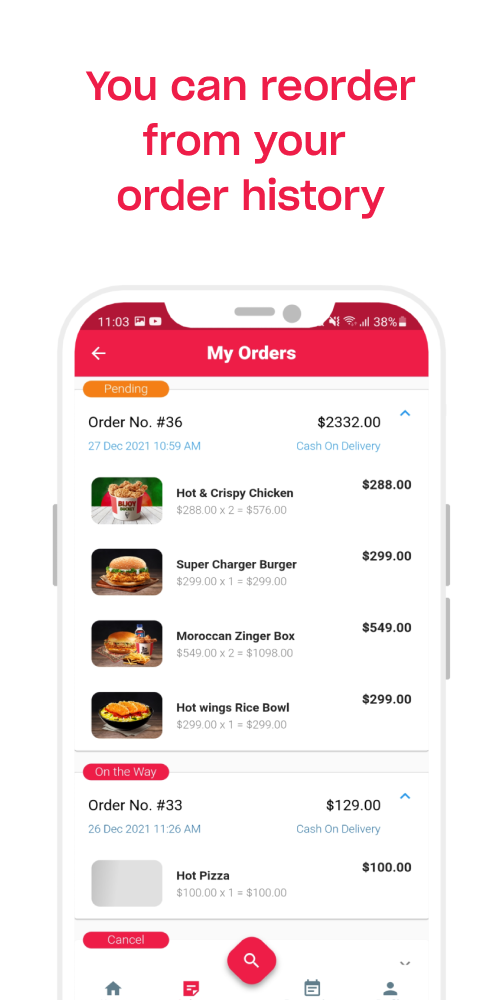 You can reorder
from your
order history
11:03 38%
My Orders
Pending
Order No. #36 $2332.00
27 Dec 2021 10:59 AM Cash On Delivery
Hot & Crispy Chicken $288.00
$288.00 x 2 = $576.00
Super Charger Burger $299.00
$299.00 x 1 = $299.00
Moroccan Zinger Box $549.00
$549.00 x 2 = $1098.00
Hot wings Rice Bowl $299.00
$299.00 x 1 = $299.00
On the Way
Order No. #33 $129.00
26 Dec 2021 11:26 AM Cash On Delivery
Hot Pizza $100.00
$100.00 x 1 = $100.00
Cancel